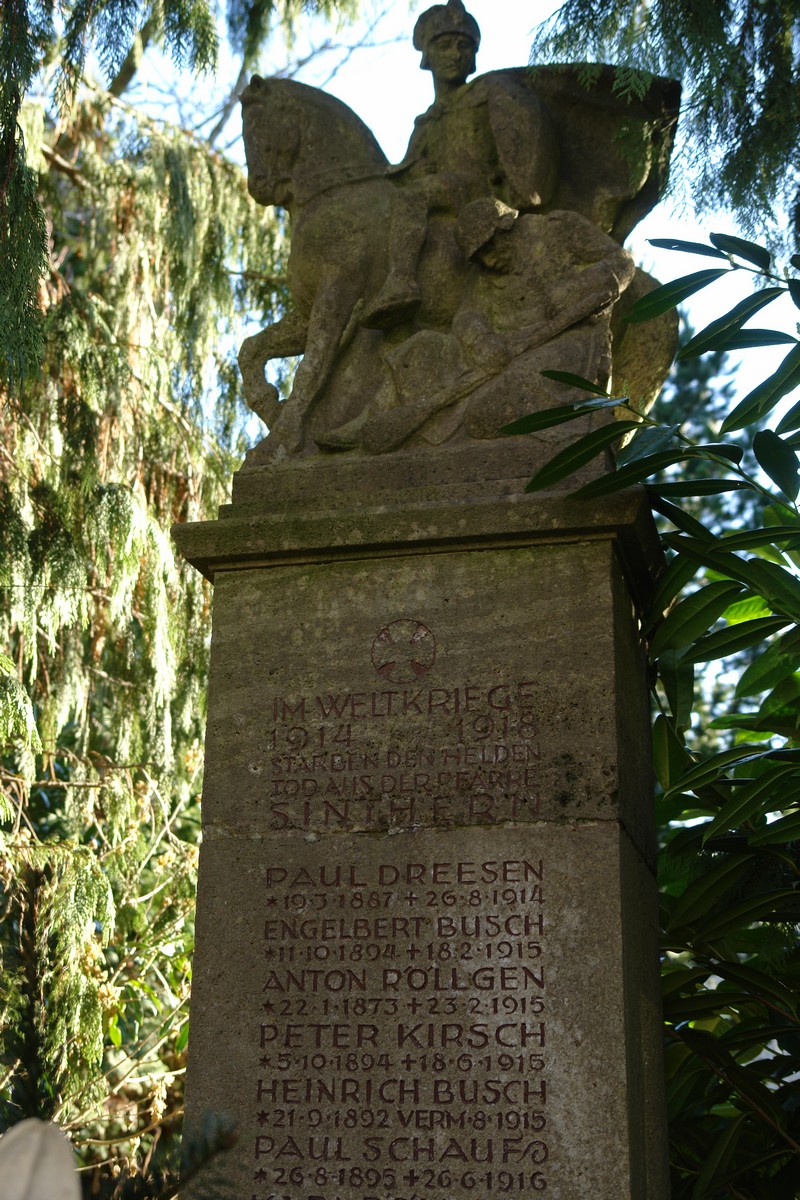 IM WELTKRIEGE
1914 1918
STARBEN DEN HELDEN
TOD AUS DER PFARRE
SINTHERN
PAUL DREESEN
*19·3·1887+26·8·1914
ENGELBERT BUSCH
*11·10·1894+18·2·1915
ANTON RÖLLGEN
*22·1·1873+23·2·1915
PETER KIRSCH
*5·10·1894+18·6·1915
HEINRICH BUSCH
*21·9·1892 VERM·8·1915
PAUL SCHAUFS
*26·8·1895+26·6·1916